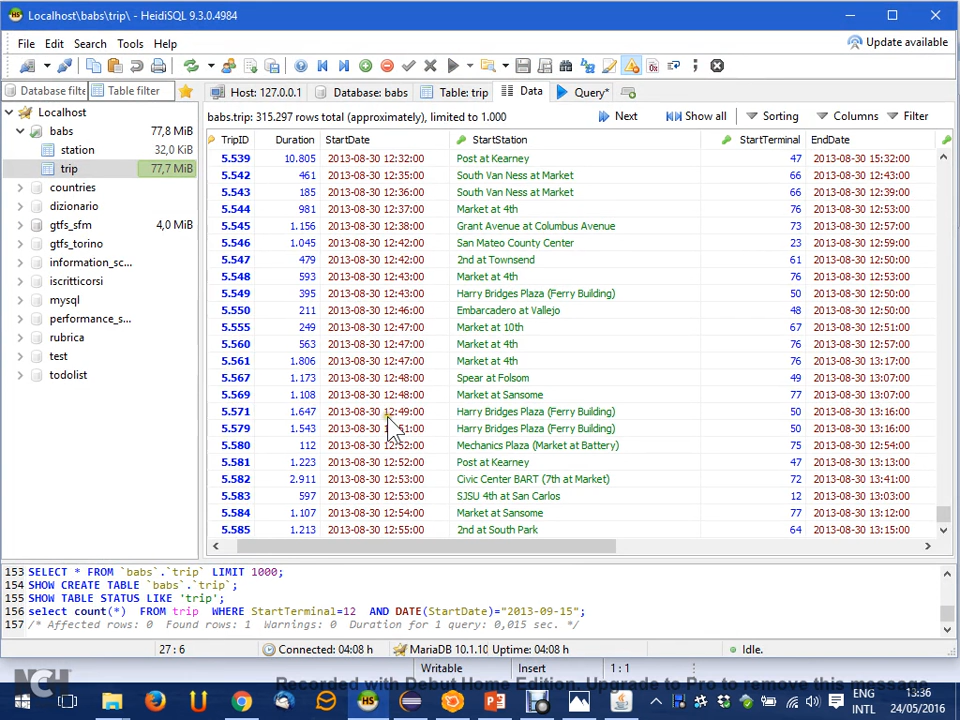 Localhost\babs\trip\ - HeidiSQL 9.3.0.4984
File Edit Search Tools Help
Update available
Database filte Table filter Host: 127.0.0.1 Database: babs Table: trip Data Query*
Localhost
babs 77,8 MiB
station 32,0 KiB
trip 77,7 MiB
countries
dizionario
gtfs_sfm 4,0 MiB
gtfs_torino
information_sc...
iscritticorsi
mysql
performance_s...
rubrica
test
todolist
babs.trip: 315.297 rows total (approximately), limited to 1.000 Next Show all Sorting Columns Filter
TripID Duration StartDate StartStation StartTerminal EndDate
5.539 10.805 2013-08-30 12:32:00 Post at Kearney 47 2013-08-30 15:32:00
5.542 461 2013-08-30 12:35:00 South Van Ness at Market 66 2013-08-30 12:43:00
5.543 185 2013-08-30 12:36:00 South Van Ness at Market 66 2013-08-30 12:39:00
5.544 981 2013-08-30 12:37:00 Market at 4th 76 2013-08-30 12:53:00
5.545 1.156 2013-08-30 12:38:00 Grant Avenue at Columbus Avenue 73 2013-08-30 12:57:00
5.546 1.045 2013-08-30 12:42:00 San Mateo County Center 23 2013-08-30 12:59:00
5.547 479 2013-08-30 12:42:00 2nd at Townsend 61 2013-08-30 12:50:00
5.548 593 2013-08-30 12:43:00 Market at 4th 76 2013-08-30 12:53:00
5.549 395 2013-08-30 12:43:00 Harry Bridges Plaza (Ferry Building) 50 2013-08-30 12:50:00
5.550 211 2013-08-30 12:46:00 Embarcadero at Vallejo 48 2013-08-30 12:50:00
5.555 249 2013-08-30 12:47:00 Market at 10th 67 2013-08-30 12:51:00
5.560 563 2013-08-30 12:47:00 Market at 4th 76 2013-08-30 12:56:00
5.561 1.806 2013-08-30 12:47:00 Market at 4th 76 2013-08-30 13:17:00
5.567 1.173 2013-08-30 12:48:00 Spear at Folsom 49 2013-08-30 13:07:00
5.569 1.108 2013-08-30 12:48:00 Market at Sansome 77 2013-08-30 13:07:00
5.571 1.647 2013-08-30 12:49:00 Harry Bridges Plaza (Ferry Building) 50 2013-08-30 13:16:00
5.579 1.543 2013-08-30 :51:00 Harry Bridges Plaza (Ferry Building) 50 2013-08-30 13:16:00
5.580 112 2013-08-30 12:52:00 Mechanics Plaza (Market at Battery) 75 2013-08-30 12:54:00
5.581 1.223 2013-08-30 12:52:00 Post at Kearney 47 2013-08-30 13:13:00
5.582 2.911 2013-08-30 12:53:00 Civic Center BART (7th at Market) 72 2013-08-30 13:41:00
5.583 597 2013-08-30 12:53:00 SJSU 4th at San Carlos 12 2013-08-30 13:03:00
5.584 1.107 2013-08-30 12:54:00 Market at Sansome 77 2013-08-30 13:12:00
5.585 1.213 2013-08-30 12:55:00 2nd at South Park 64 2013-08-30 13:15:00
153 SELECT * FROM `babs`.`trip` LIMIT 1000;
154 SHOW CREATE TABLE `babs`.`trip`;
155 SHOW TABLE STATUS LIKE 'trip';
156 select count(*) FROM trip WHERE StartTerminal=12 AND DATE(StartDate)="2013-09-15";
157 /* Affected rows: 0 Found rows: 1 Warnings: 0 Duration for 1 query: 0,015 sec. */
27 : 6 Connected: 04:08 h MariaDB 10.1.10 Uptime: 04:08 h Idle.
Writable Insert 1 : 1
NCH
Recorded with Debut Home Edition. Upgrade to Pro to remove this message
ENG 13:36
INTL 24/05/2016